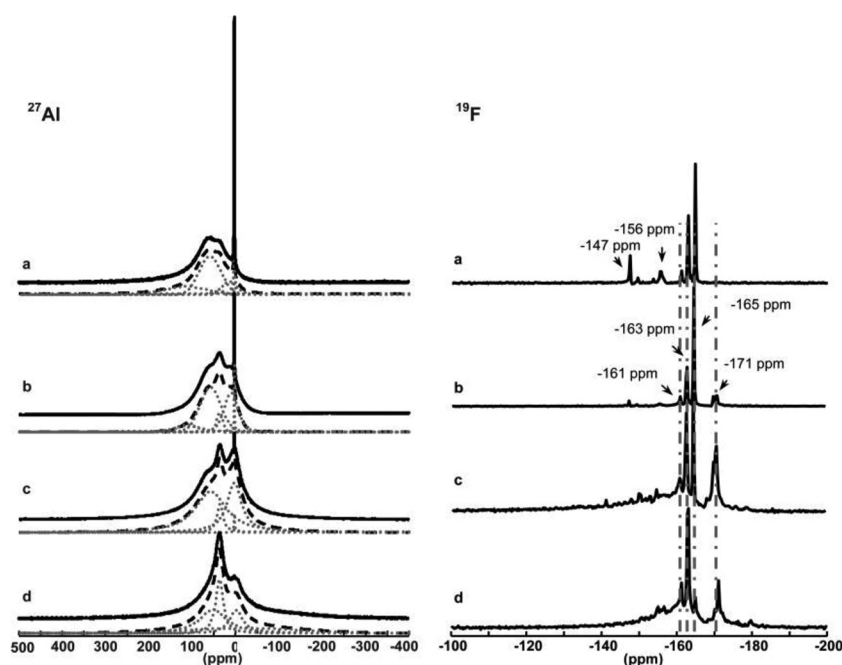 ²⁷Al
a
b
c
d
500 400 300 200 100 0 -100 -200 -300 -400
(ppm)
¹⁹F
-156 ppm
-147 ppm
a
-165 ppm
-163 ppm
-161 ppm
-171 ppm
b
c
d
-100 -120 -140 -160 -180 -200
(ppm)